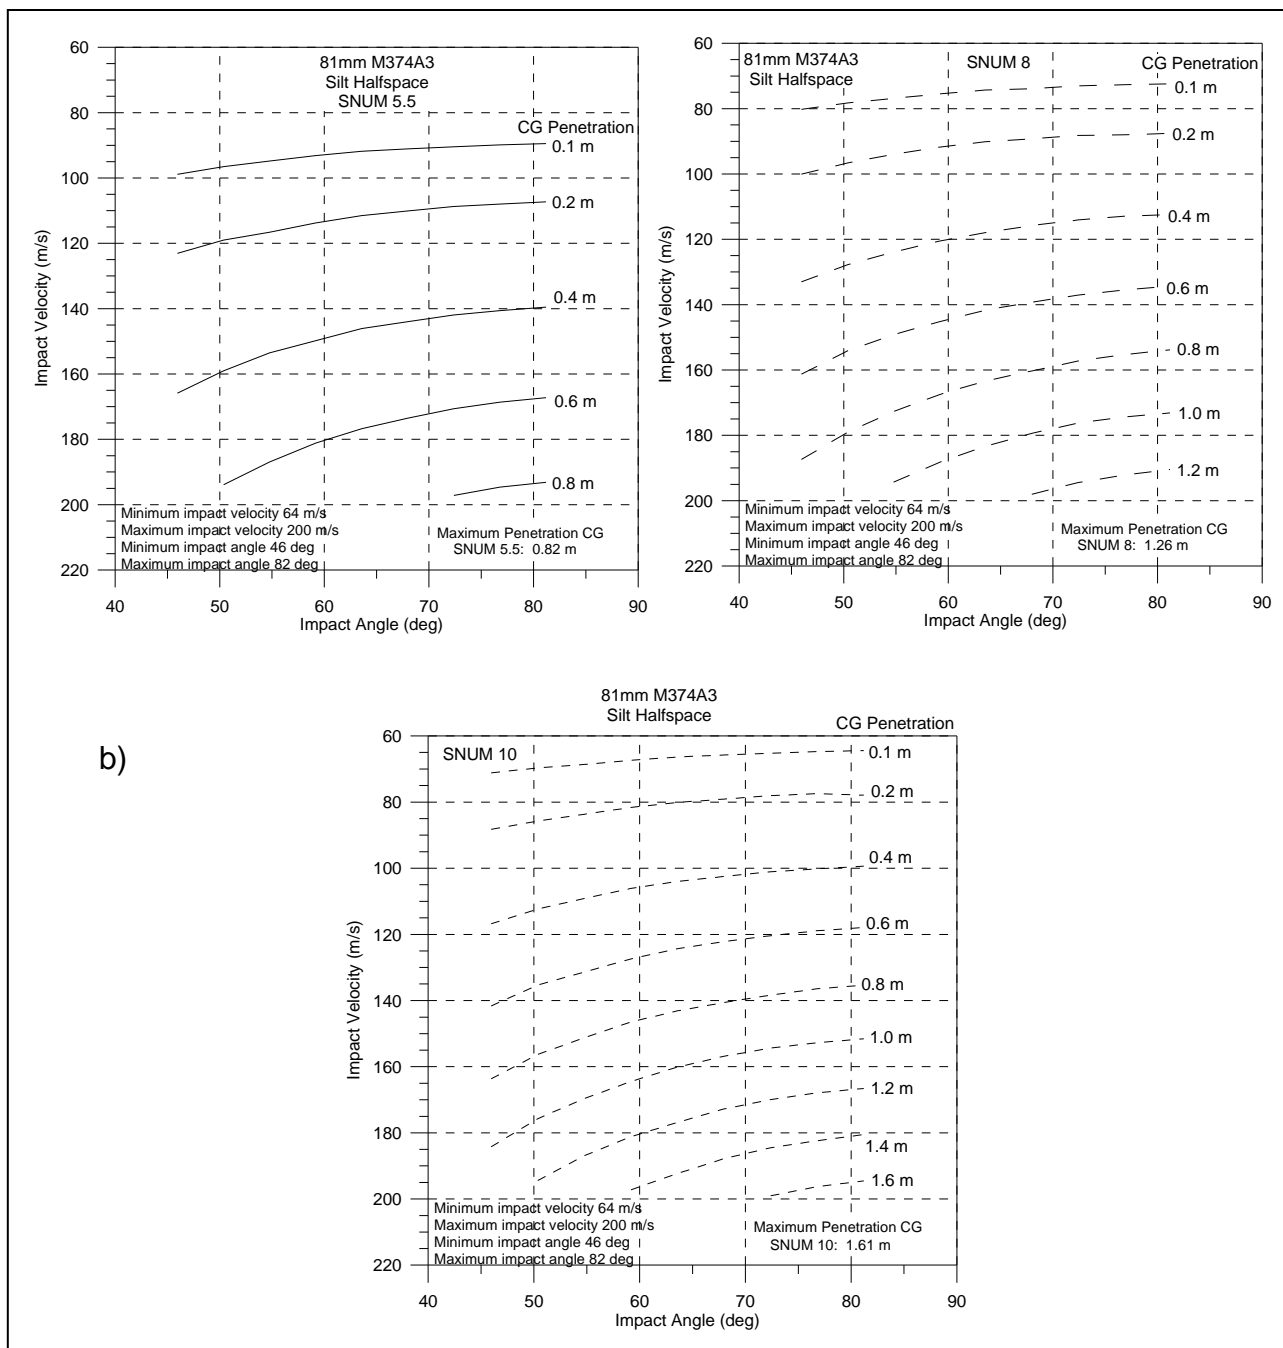 81mm M374A3
Silt Halfspace
SNUM 5.5
CG Penetration
0.1 m
0.2 m
0.4 m
0.6 m
0.8 m
60
80
100
120
140
160
180
200
220
Impact Velocity (m/s)
Minimum impact velocity 64 m/s
Maximum impact velocity 200 m/s
Minimum impact angle 46 deg
Maximum impact angle 82 deg
Maximum Penetration CG
SNUM 5.5: 0.82 m
40 50 60 70 80 90
Impact Angle (deg)
81mm M374A3
Silt Halfspace
SNUM 8
CG Penetration
0.1 m
0.2 m
0.4 m
0.6 m
0.8 m
1.0 m
1.2 m
60
80
100
120
140
160
180
200
220
Impact Velocity (m/s)
Minimum impact velocity 64 m/s
Maximum impact velocity 200 m/s
Minimum impact angle 46 deg
Maximum impact angle 82 deg
Maximum Penetration CG
SNUM 8: 1.26 m
40 50 60 70 80 90
Impact Angle (deg)
b)
81mm M374A3
Silt Halfspace
CG Penetration
SNUM 10
0.1 m
0.2 m
0.4 m
0.6 m
0.8 m
1.0 m
1.2 m
1.4 m
1.6 m
60
80
100
120
140
160
180
200
220
Impact Velocity (m/s)
Minimum impact velocity 64 m/s
Maximum impact velocity 200 m/s
Minimum impact angle 46 deg
Maximum impact angle 82 deg
Maximum Penetration CG
SNUM 10: 1.61 m
40 50 60 70 80 90
Impact Angle (deg)